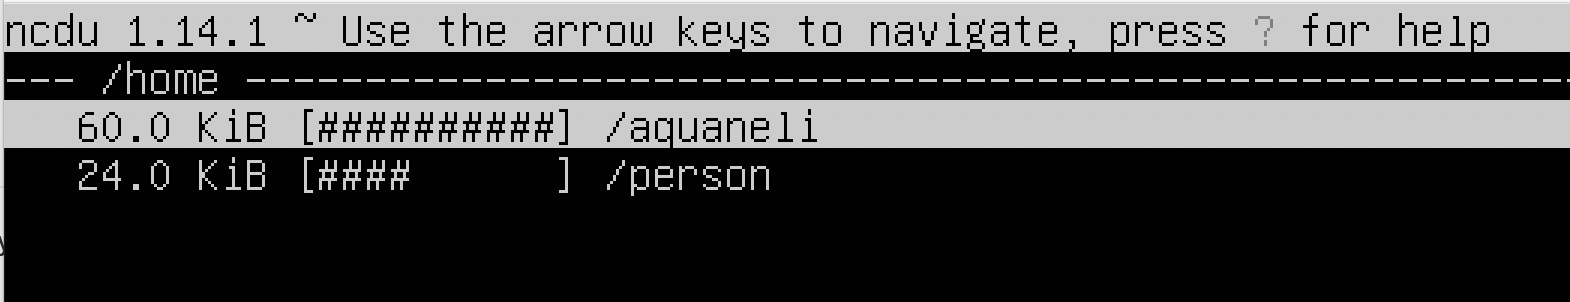 ncdu 1.14.1 ~ Use the arrow keys to navigate, press ? for help
--- /home ---------------------------------------------------------
60.0 KiB [##########] /aquaneli
24.0 KiB [####      ] /person